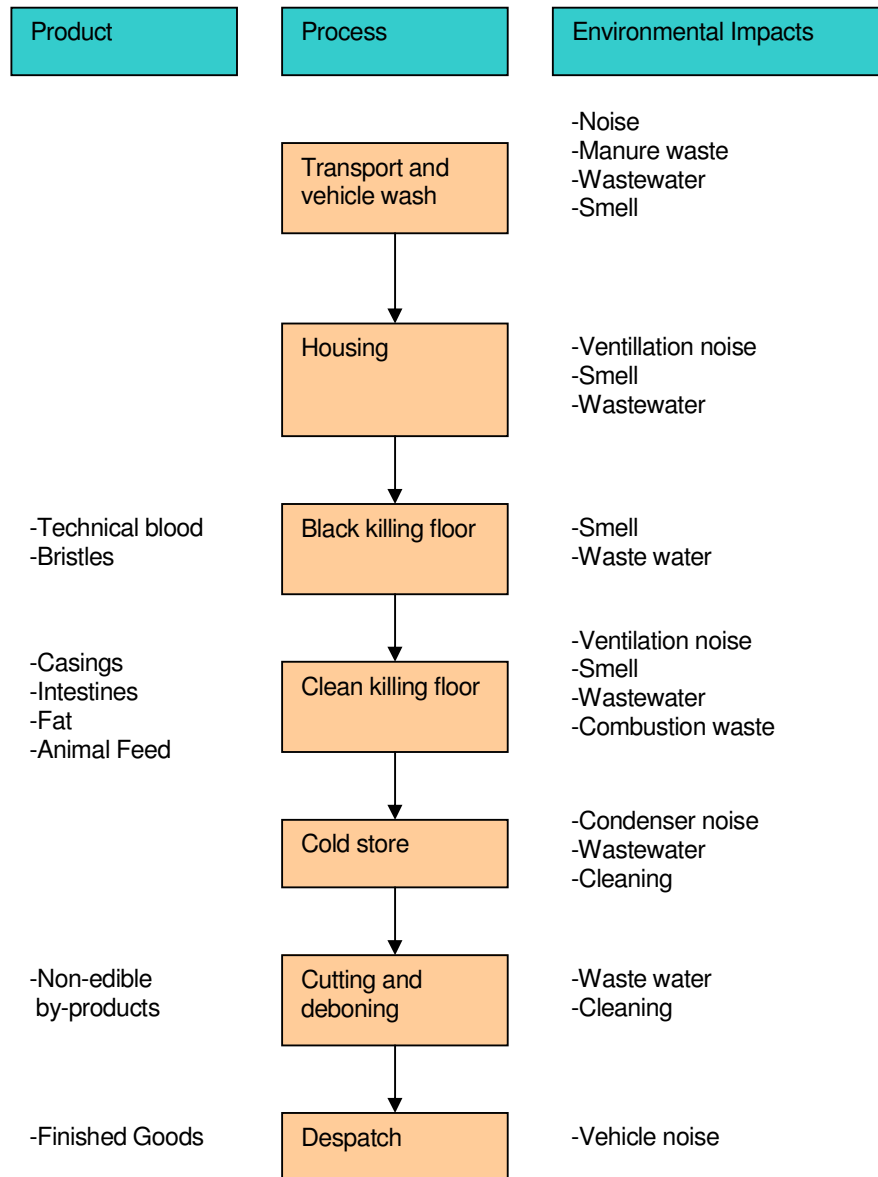 Product
Process
Environmental Impacts
Transport and
vehicle wash
-Noise
-Manure waste
-Wastewater
-Smell
Housing
-Ventillation noise
-Smell
-Wastewater
-Technical blood
-Bristles
Black killing floor
-Smell
-Waste water
-Casings
-Intestines
-Fat
-Animal Feed
Clean killing floor
-Ventilation noise
-Smell
-Wastewater
-Combustion waste
Cold store
-Condenser noise
-Wastewater
-Cleaning
-Non-edible
by-products
Cutting and
deboning
-Waste water
-Cleaning
-Finished Goods
Despatch
-Vehicle noise